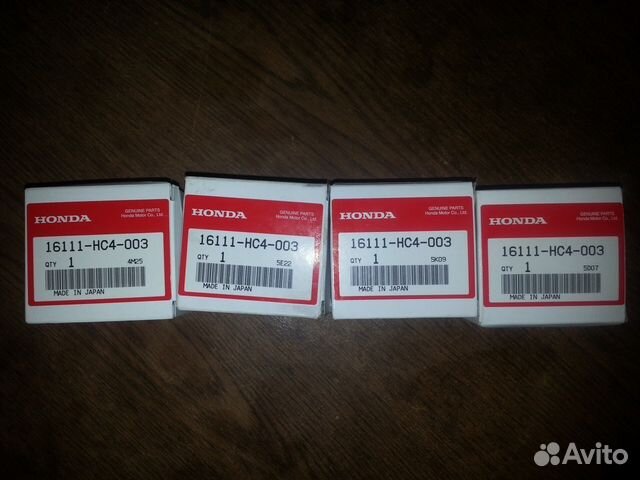 HONDA
GENUINE PARTS
Honda Motor Co., Ltd.
16111-HC4-003
QTY 1
4M25
MADE IN JAPAN
HONDA
GENUINE PARTS
Honda Motor Co., Ltd.
16111-HC4-003
QTY 1
5E22
MADE IN JAPAN
HONDA
GENUINE PARTS
Honda Motor Co., Ltd.
16111-HC4-003
QTY 1
5K09
MADE IN JAPAN
HONDA
GENUINE PARTS
Honda Motor Co., Ltd.
16111-HC4-003
QTY 1
5D07
MADE IN JAPAN
Avito